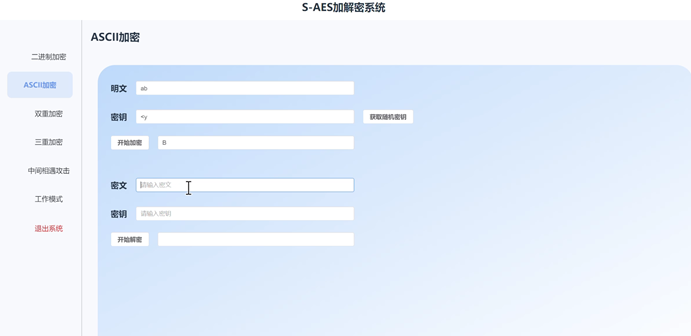 S-AES加解密系统
ASCII加密
二进制加密
ASCII加密
双重加密
三重加密
中间相遇攻击
工作模式
退出系统
明文 ab
密钥 <y 获取随机密钥
开始加密 B
密文 请输入密文
密钥 请输入密钥
开始解密